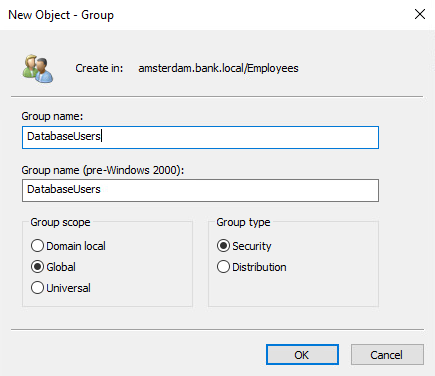 New Object - Group
Create in: amsterdam.bank.local/Employees
Group name:
DatabaseUsers
Group name (pre-Windows 2000):
DatabaseUsers
Group scope
Domain local
Global
Universal
Group type
Security
Distribution
OK Cancel